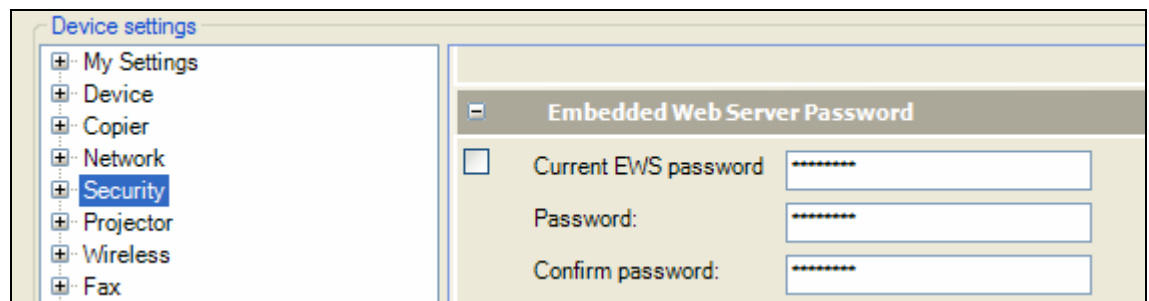 Device settings
My Settings
Device
Copier
Network
Security
Projector
Wireless
Fax
Embedded Web Server Password
Current EWS password ********
Password: ********
Confirm password: ********